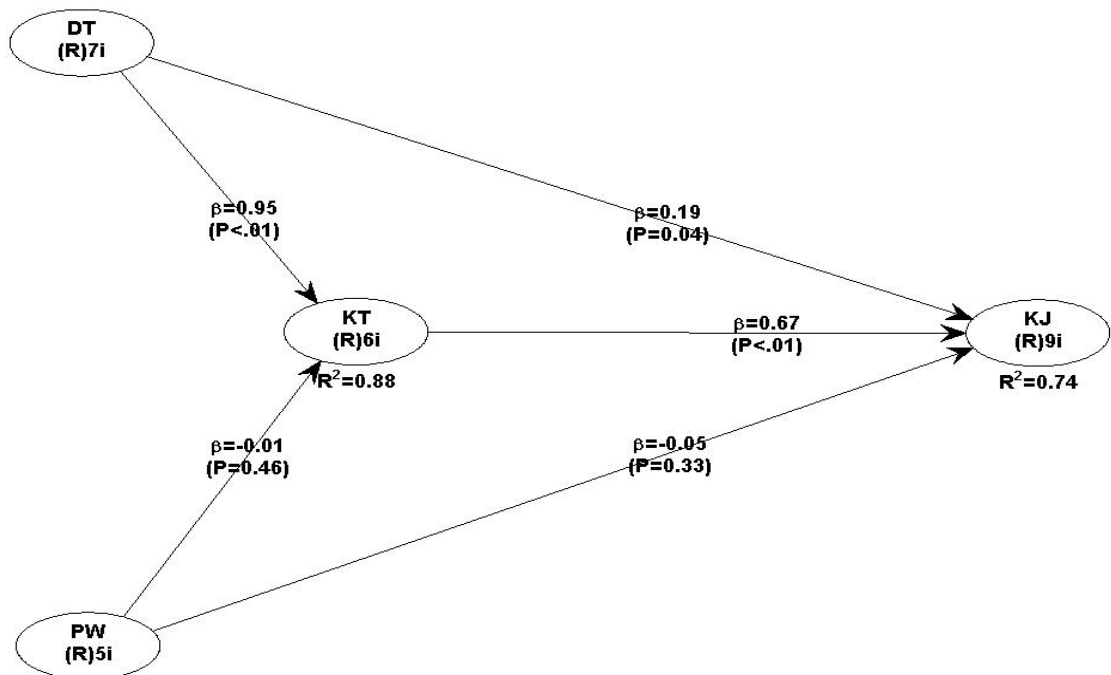 DT
(R)7i
β=0.95
(P<.01)
β=0.19
(P=0.04)
KT
(R)6i
R²=0.88
β=0.67
(P<.01)
KJ
(R)9i
R²=0.74
β=-0.01
(P=0.46)
β=-0.05
(P=0.33)
PW
(R)5i